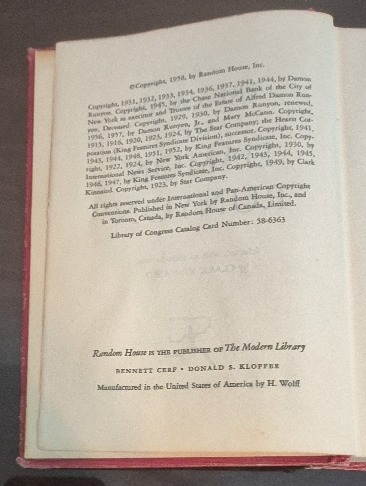 ©Copyright, 1958, by Random House, Inc.
Copyright, 1931, 1932, 1933, 1934, 1936, 1937, 1941, 1944, by Damon
Runyon. Copyright, 1945, by the Chase National Bank of the City of
New York as executor and Trustee of the Estate of Alfred Damon Run-
yon, Deceased. Copyright, 1929, 1930, by Damon Runyon, renewed,
1956, 1957, by Damon Runyon, Jr., and Mary McCann. Copyright,
1915, 1916, 1920, 1923, 1924, by The Star Company; the Hearst Cor-
poration (King Features Syndicate Division), successor. Copyright, 1941,
1943, 1944, 1948, 1951, 1952, by King Features Syndicate, Inc. Copy-
right, 1922, 1924, by New York American, Inc. Copyright, 1930, by
International News Service, Inc. Copyright, 1942, 1945, 1944, 1945,
1946, 1947, by King Features Syndicate, Inc. Copyright, 1949, by Clark
Kinnaird. Copyright, 1923, by Star Company.
All rights reserved under International and Pan-American Copyright
Conventions. Published in New York by Random House, Inc., and
in Toronto, Canada, by Random House of Canada, Limited.
Library of Congress Catalog Card Number: 58-6363
Random House IS THE PUBLISHER OF The Modern Library
BENNETT CERF • DONALD S. KLOPFER
Manufactured in the United States of America by H. Wolff